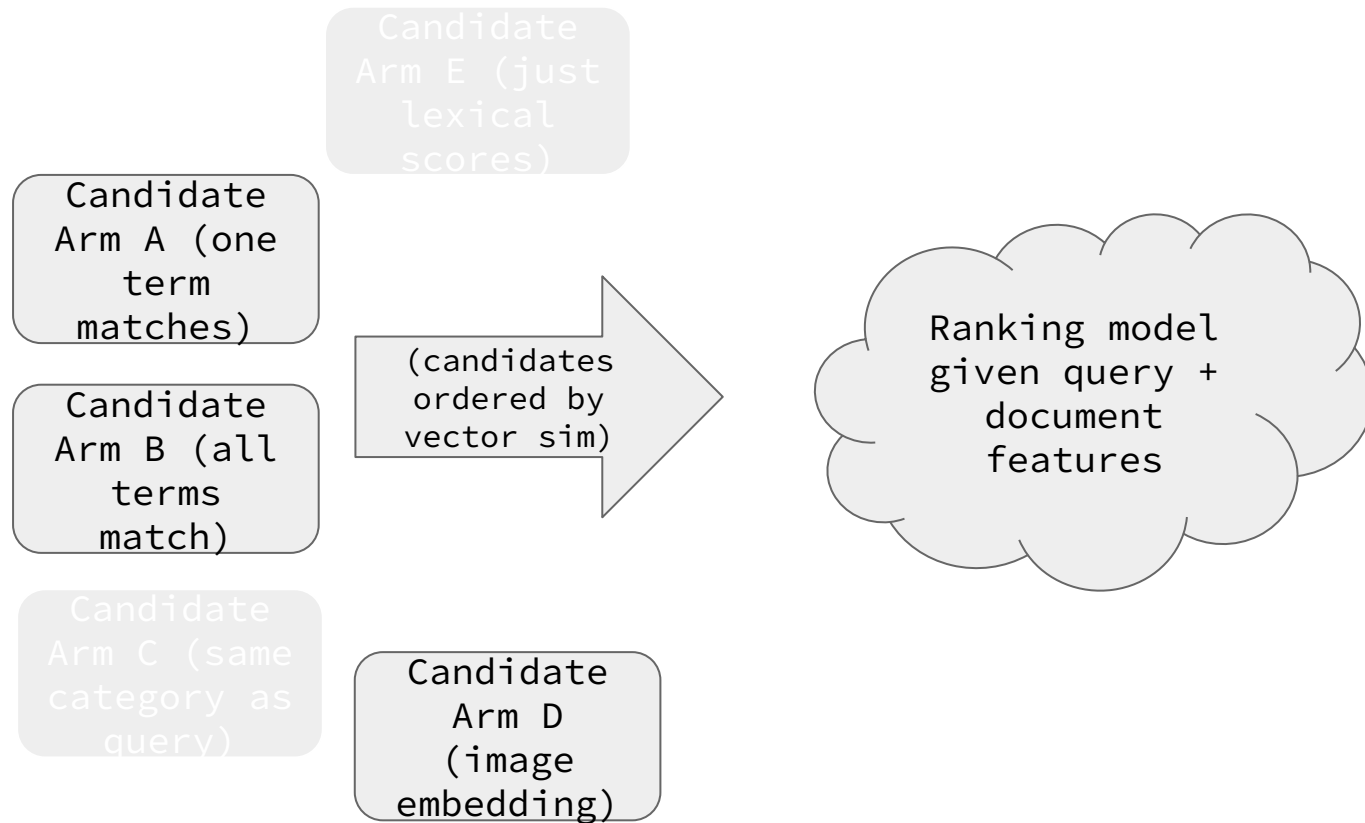 Candidate
Arm E (just
lexical
scores)
Candidate
Arm A (one
term
matches)
Candidate
Arm B (all
terms
match)
Candidate
Arm C (same
category as
query)
Candidate
Arm D
(image
embedding)
(candidates
ordered by
vector sim)
Ranking model
given query +
document
features